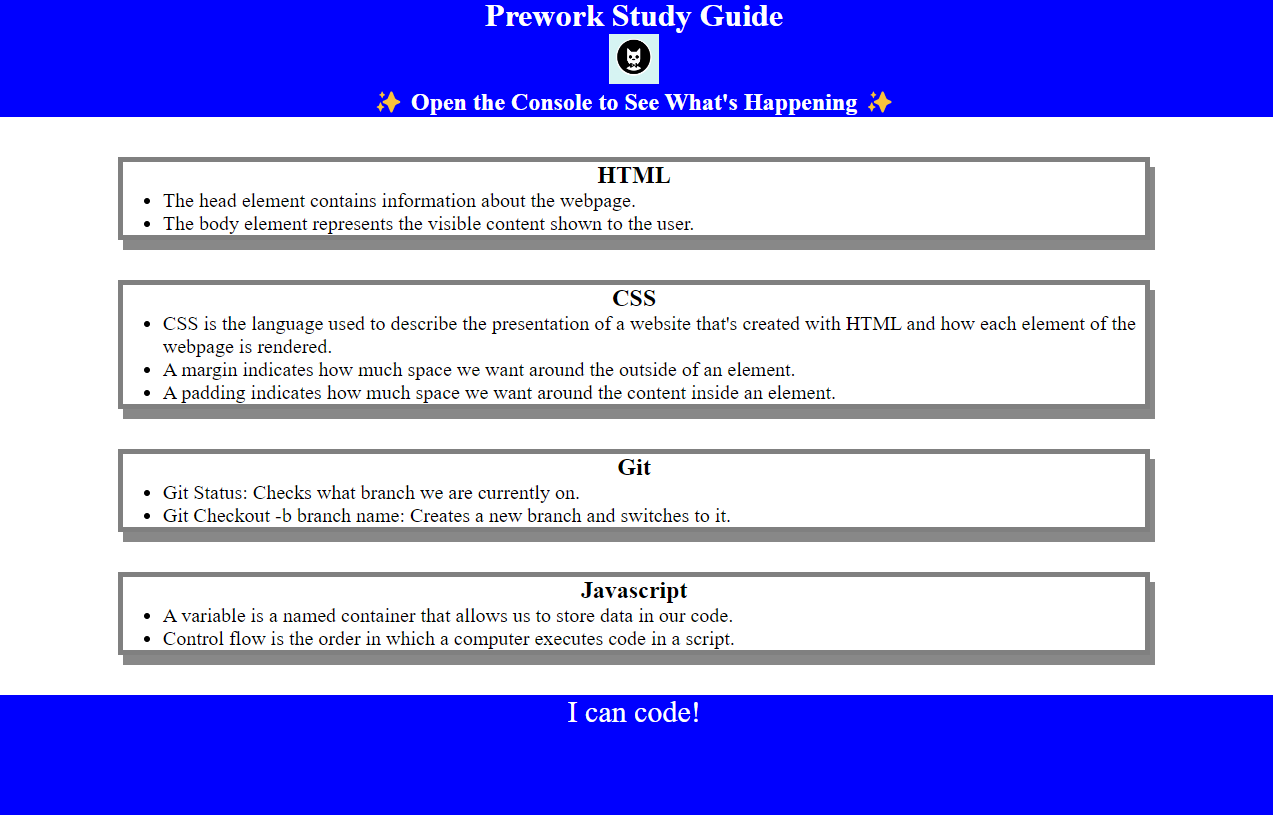 Prework Study Guide
✨ Open the Console to See What's Happening ✨
HTML
• The head element contains information about the webpage.
• The body element represents the visible content shown to the user.
CSS
• CSS is the language used to describe the presentation of a website that's created with HTML and how each element of the
webpage is rendered.
• A margin indicates how much space we want around the outside of an element.
• A padding indicates how much space we want around the content inside an element.
Git
• Git Status: Checks what branch we are currently on.
• Git Checkout -b branch name: Creates a new branch and switches to it.
Javascript
• A variable is a named container that allows us to store data in our code.
• Control flow is the order in which a computer executes code in a script.
I can code!